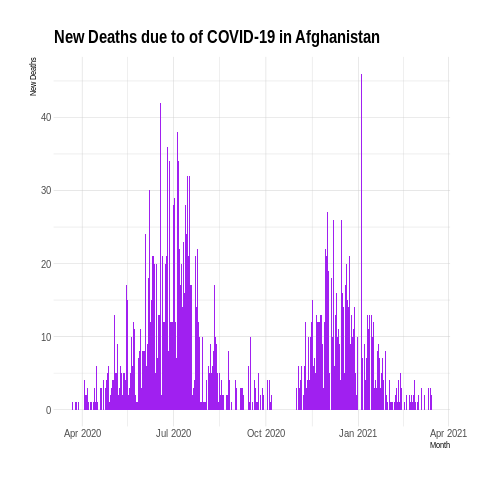 New Deaths due to of COVID-19 in Afghanistan
New Deaths
40
30
20
10
0
Apr 2020 Jul 2020 Oct 2020 Jan 2021 Apr 2021
Month